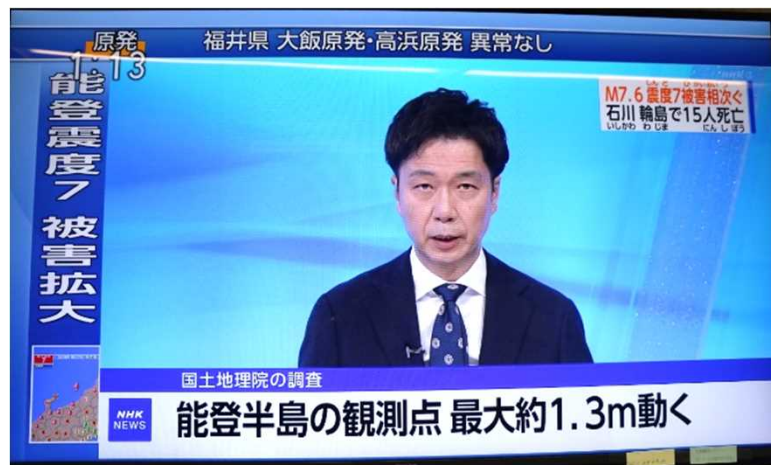 原発
福井県 大飯原発・高浜原発 異常なし
1:13
能登震度7 被害拡大
M7.6 震度7被害相次ぐ
石川 輪島で15人死亡
いしかわ わじま にん しぼう
国土地理院の調査
NHK
NEWS
能登半島の観測点 最大約1.3m動く